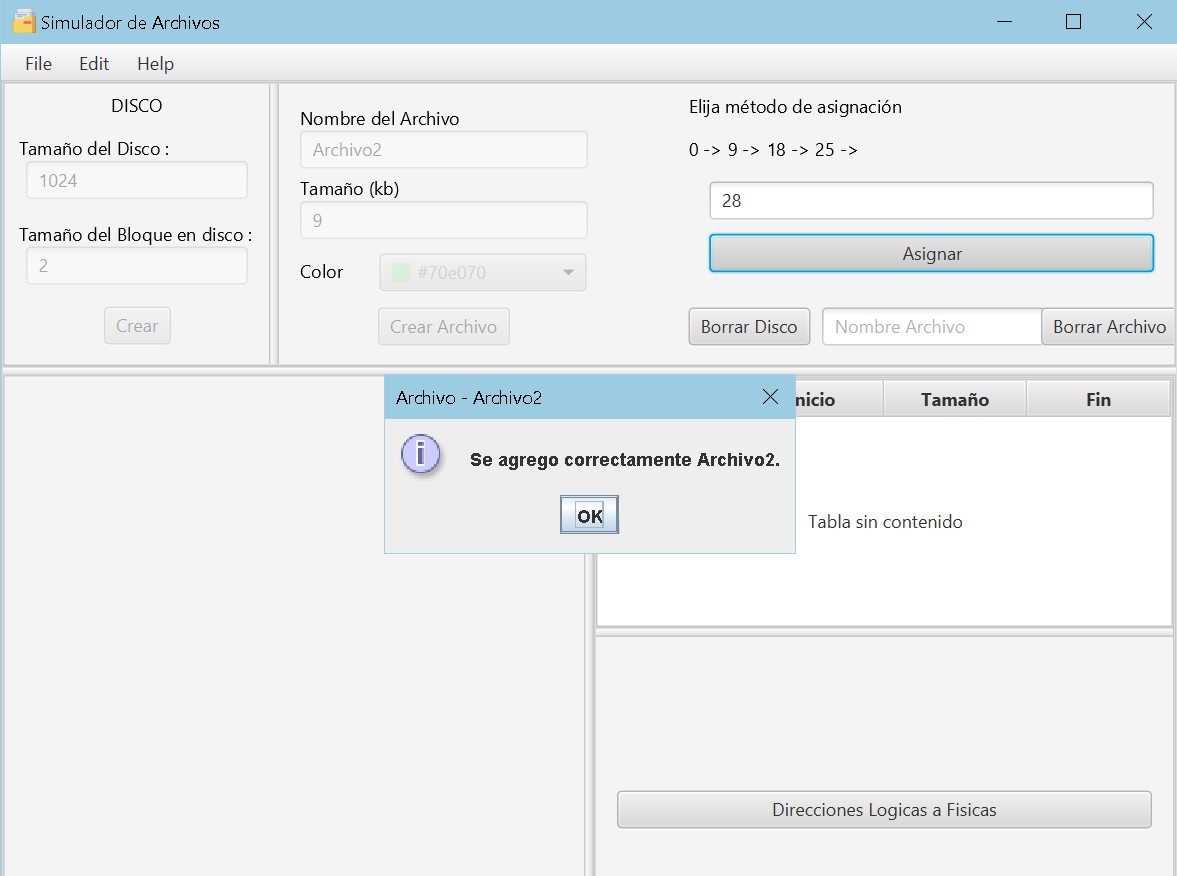 Simulador de Archivos
File Edit Help
DISCO
Tamaño del Disco :
1024
Tamaño del Bloque en disco :
2
Crear
Nombre del Archivo
Archivo2
Tamaño (kb)
9
Color #70e070
Crear Archivo
Elija método de asignación
0 -> 9 -> 18 -> 25 ->
28
Asignar
Borrar Disco Nombre Archivo Borrar Archivo
Archivo - Archivo2
i
Se agrego correctamente Archivo2.
OK
nicio Tamaño Fin
Tabla sin contenido
Direcciones Logicas a Fisicas